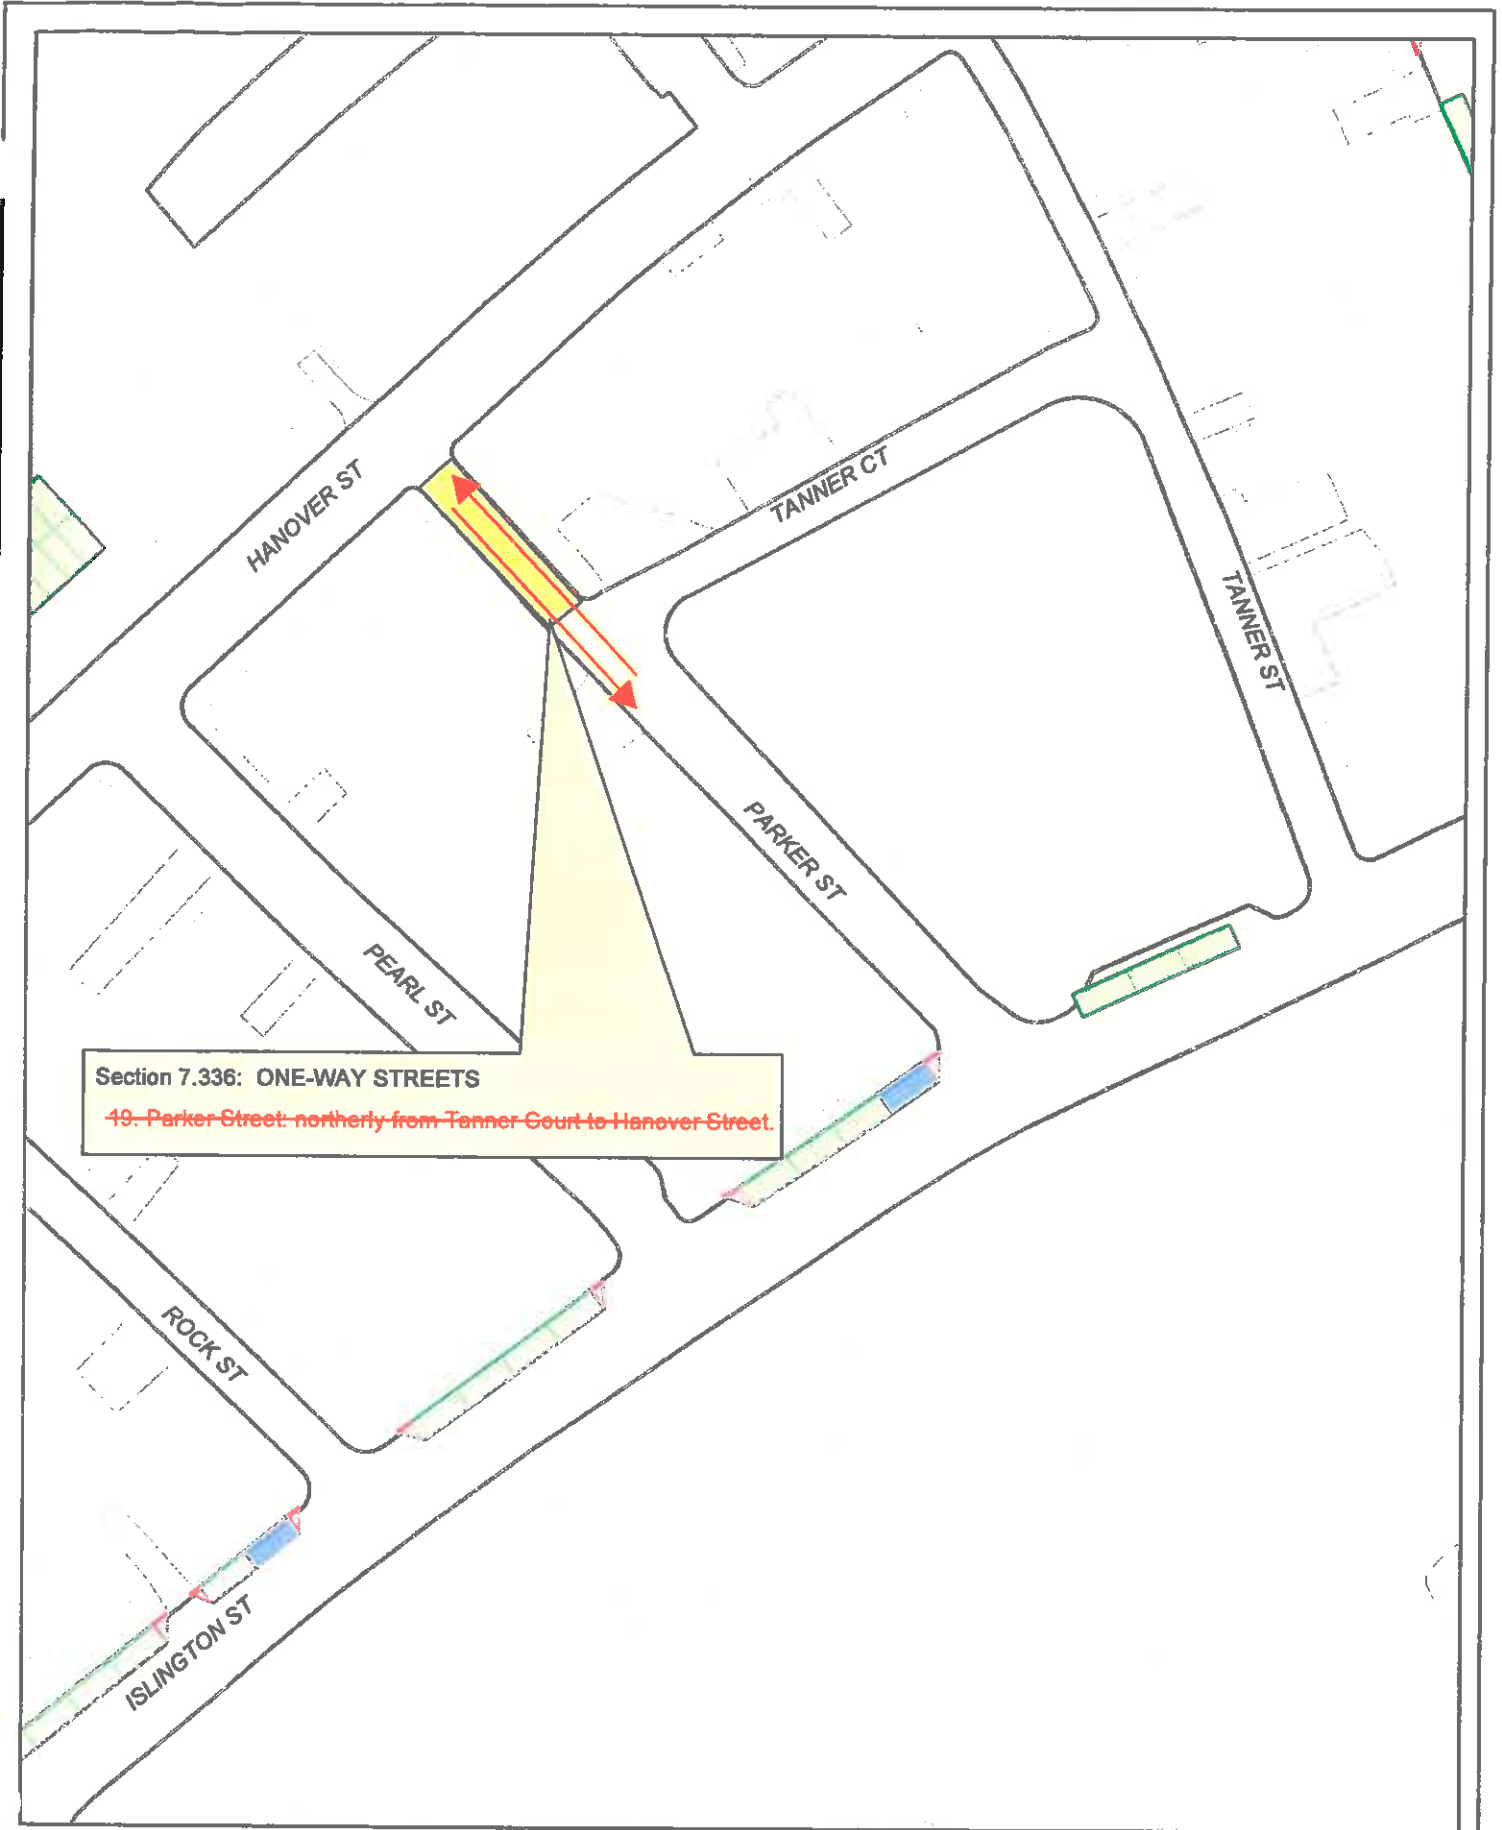 HANOVER ST
TANNER CT
TANNER ST
PARKER ST
PEARL ST
Section 7.336: ONE-WAY STREETS
19. Parker Street: northerly from Tanner Court to Hanover Street.
ROCK ST
ISLINGTON ST